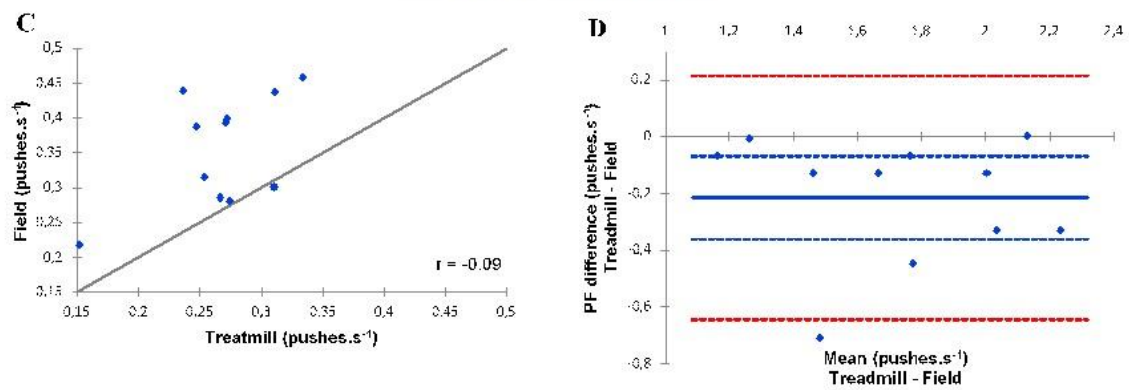 C
0,5
0,45
0,4
0,35
0,3
0,25
0,2
0,15
Field (pushes.s⁻¹)
r = -0.09
0,15 0,2 0,25 0,3 0,35 0,4 0,45 0,5
Treatmill (pushes.s⁻¹)
D
1 1,2 1,4 1,6 1,8 2 2,2 2,4
0,2
0
-0,2
-0,4
-0,6
-0,8
PF difference (pushes.s⁻¹)
Treadmill - Field
Mean (pushes.s⁻¹)
Treadmill - Field